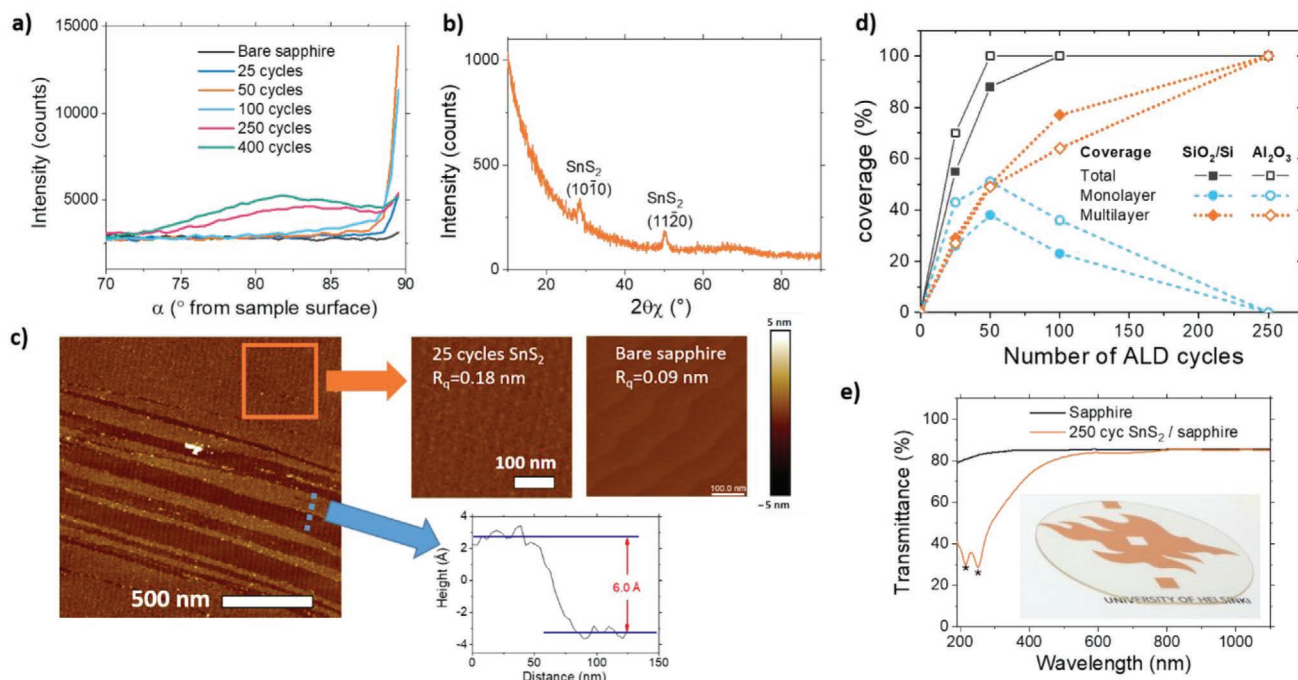 a)
15000
10000
5000
Intensity (counts)
Bare sapphire
25 cycles
50 cycles
100 cycles
250 cycles
400 cycles
70 75 80 85 90
α (° from sample surface)
b)
1000
500
0
Intensity (counts)
SnS2
(101̅0)
SnS2
(112̅0)
20 40 60 80
2θχ (°)
c)
500 nm
25 cycles SnS2
Rq=0.18 nm
100 nm
Bare sapphire
Rq=0.09 nm
100.0 nm
5 nm
−5 nm
4
2
0
-2
-4
Height (Å)
6.0 Å
0 50 100 150
Distance (nm)
d)
100
80
60
40
20
0
coverage (%)
Coverage SiO2/Si Al2O3
Total
Monolayer
Multilayer
0 50 100 150 200 250
Number of ALD cycles
e)
100
80
60
40
20
0
Transmittance (%)
Sapphire
250 cyc SnS2 / sapphire
* *
UNIVERSITY OF HELSINKI
200 400 600 800 1000
Wavelength (nm)